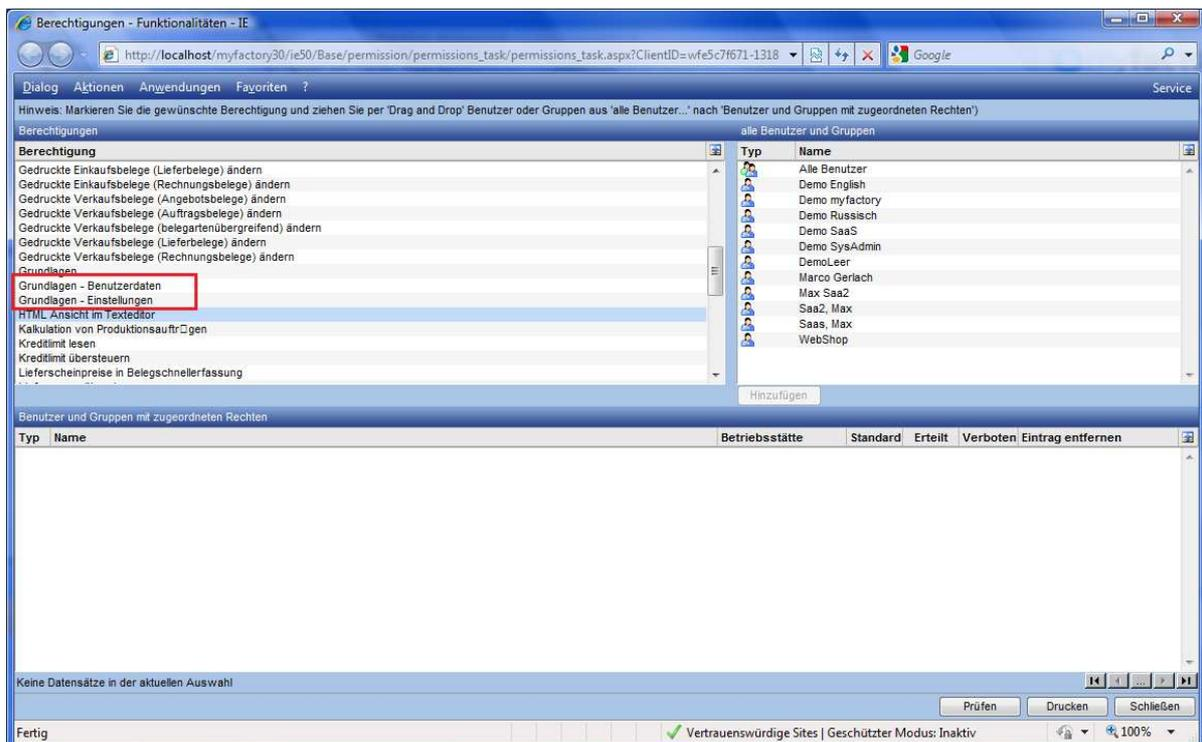 Berechtigungen - Funktionalitäten - IE
http://localhost/myfactory30/ie50/Base/permission/permissions_task/permissions_task.aspx?ClientID=wfe5c7f671-1318
Google
Dialog Aktionen Anwendungen Favoriten ? Service
Hinweis: Markieren Sie die gewünschte Berechtigung und ziehen Sie per 'Drag and Drop' Benutzer oder Gruppen aus 'alle Benutzer...' nach 'Benutzer und Gruppen mit zugeordneten Rechten')
Berechtigungen
Berechtigung
Gedruckte Einkaufsbelege (Lieferbelege) ändern
Gedruckte Einkaufsbelege (Rechnungsbelege) ändern
Gedruckte Verkaufsbelege (Angebotsbelege) ändern
Gedruckte Verkaufsbelege (Auftragsbelege) ändern
Gedruckte Verkaufsbelege (belegartenübergreifend) ändern
Gedruckte Verkaufsbelege (Lieferbelege) ändern
Gedruckte Verkaufsbelege (Rechnungsbelege) ändern
Grundlagen
Grundlagen - Benutzerdaten
Grundlagen - Einstellungen
HTML Ansicht im Texteditor
Kalkulation von Produktionsauftr□gen
Kreditlimit lesen
Kreditlimit übersteuern
Lieferscheinpreise in Belegschnellerfassung
alle Benutzer und Gruppen
Typ Name
Alle Benutzer
Demo English
Demo myfactory
Demo Russisch
Demo SaaS
Demo SysAdmin
DemoLeer
Marco Gerlach
Max Saa2
Saa2, Max
Saas, Max
WebShop
Hinzufügen
Benutzer und Gruppen mit zugeordneten Rechten
Typ Name Betriebsstätte Standard Erteilt Verboten Eintrag entfernen
Keine Datensätze in der aktuellen Auswahl
...
Prüfen Drucken Schließen
Fertig Vertrauenswürdige Sites | Geschützter Modus: Inaktiv 100%